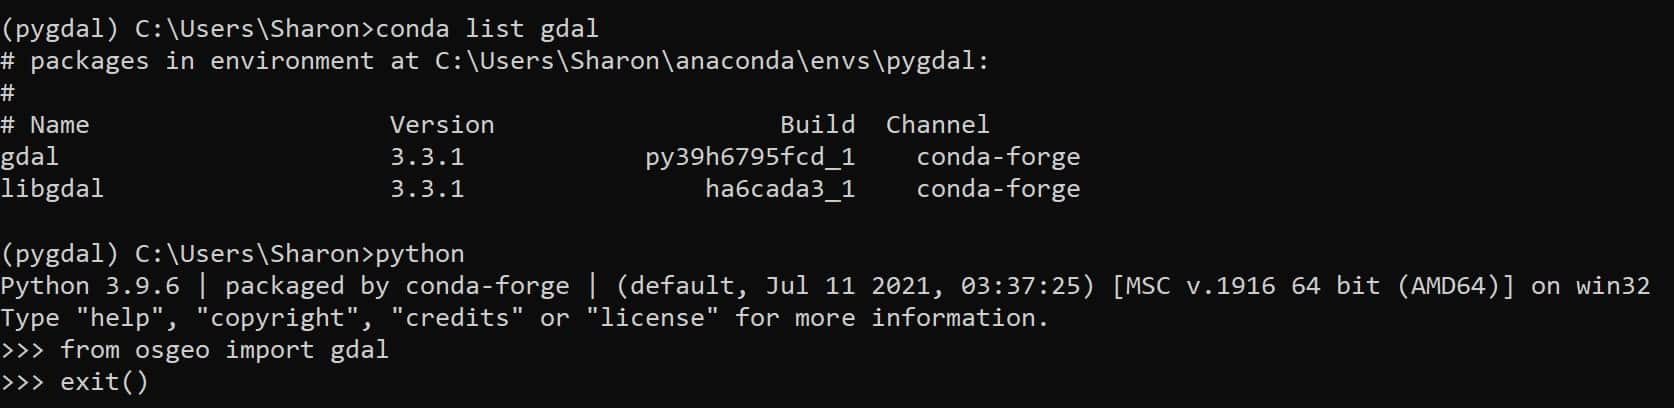 (pygdal) C:\Users\Sharon>conda list gdal
# packages in environment at C:\Users\Sharon\anaconda\envs\pygdal:
#
# Name                    Version                   Build  Channel
gdal                      3.3.1            py39h6795fcd_1    conda-forge
libgdal                   3.3.1                ha6cada3_1    conda-forge

(pygdal) C:\Users\Sharon>python
Python 3.9.6 | packaged by conda-forge | (default, Jul 11 2021, 03:37:25) [MSC v.1916 64 bit (AMD64)] on win32
Type "help", "copyright", "credits" or "license" for more information.
>>> from osgeo import gdal
>>> exit()